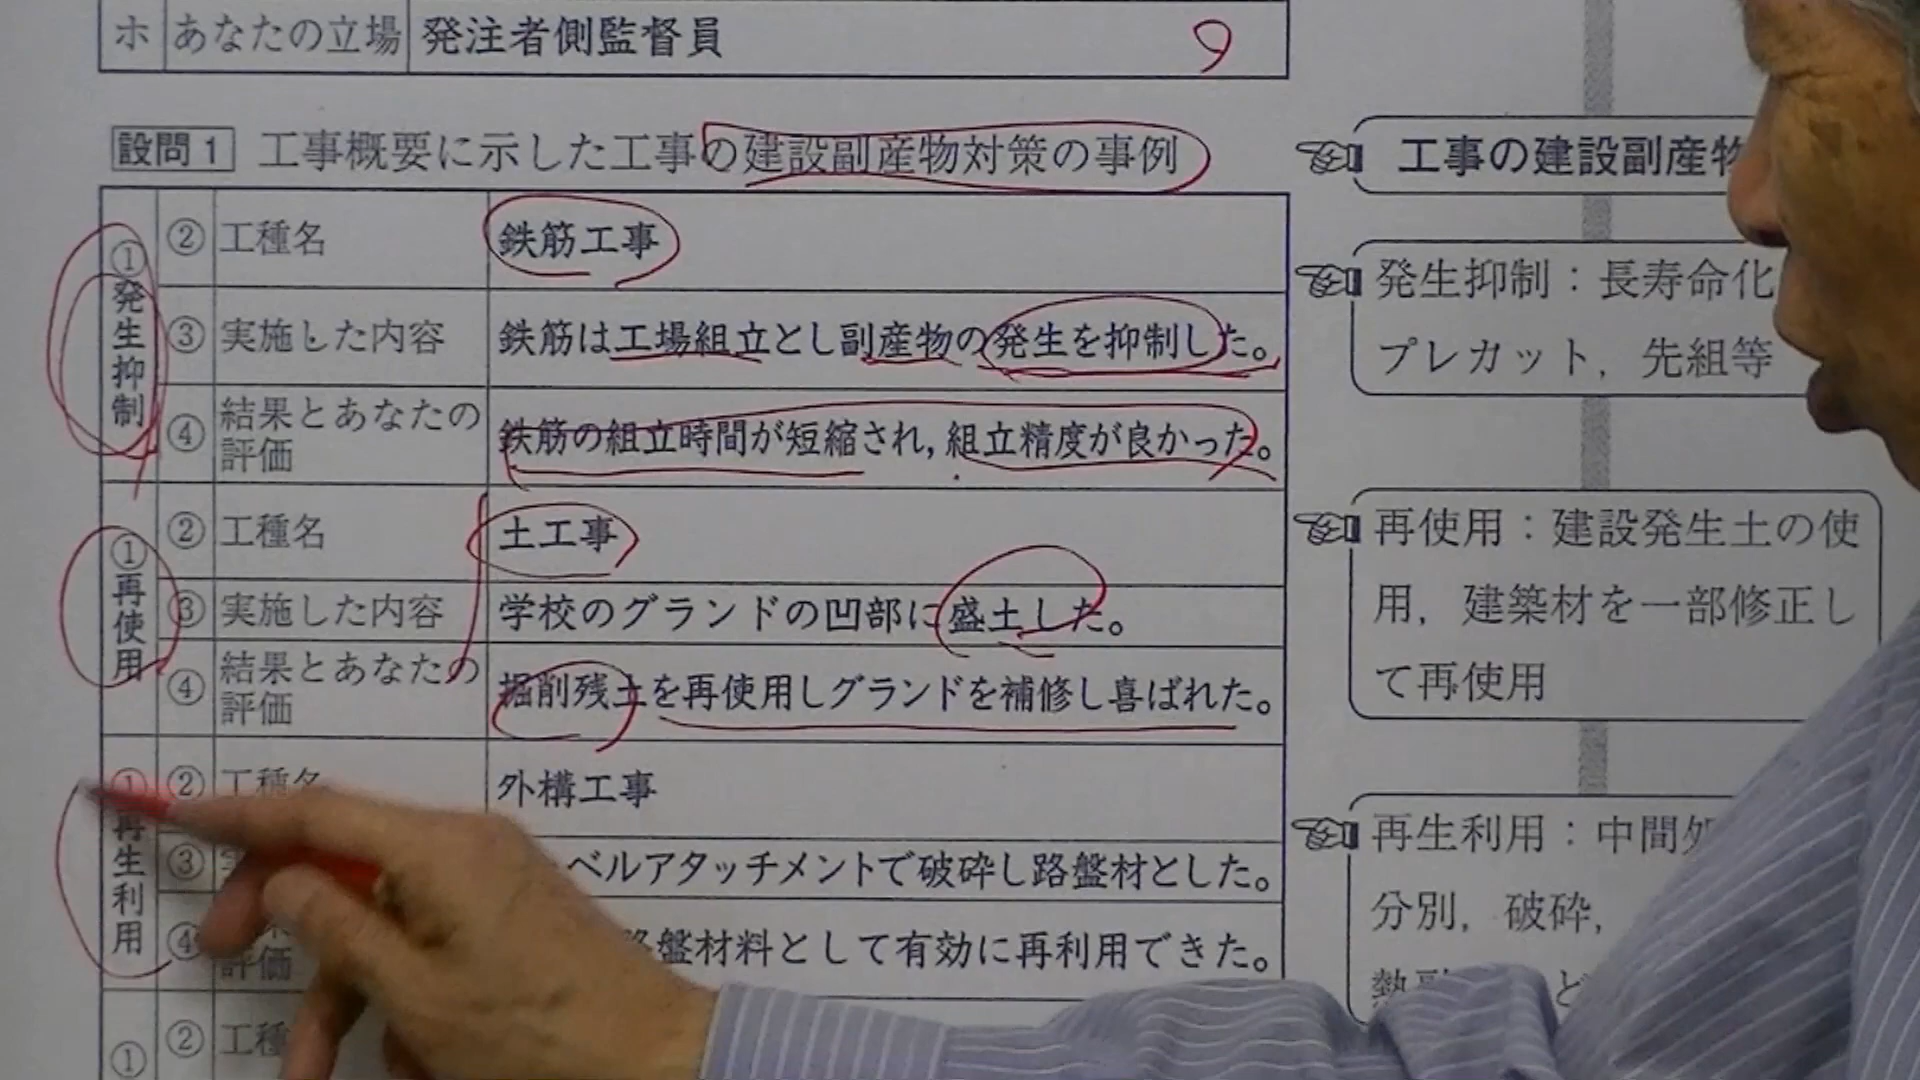 ホ あなたの立場 発注者側監督員
設問1 工事概要に示した工事の建設副産物対策の事例
①発生抑制
② 工種名 鉄筋工事
③ 実施した内容 鉄筋は工場組立とし副産物の発生を抑制した。
④ 結果とあなたの評価 鉄筋の組立時間が短縮され,組立精度が良かった。
①再使用
② 工種名 土工事
③ 実施した内容 学校のグランドの凹部に盛土した。
④ 結果とあなたの評価 掘削残土を再使用しグランドを補修し喜ばれた。
①再生利用
② 工種名 外構工事
③ ベルアタッチメントで破砕し路盤材とした。
④ 評価 盤材料として有効に再利用できた。
①
② 工種
工事の建設副産物
発生抑制：長寿命化
プレカット，先組等
再使用：建設発生土の使
用，建築材を一部修正し
て再使用
再生利用：中間処
分別，破砕，